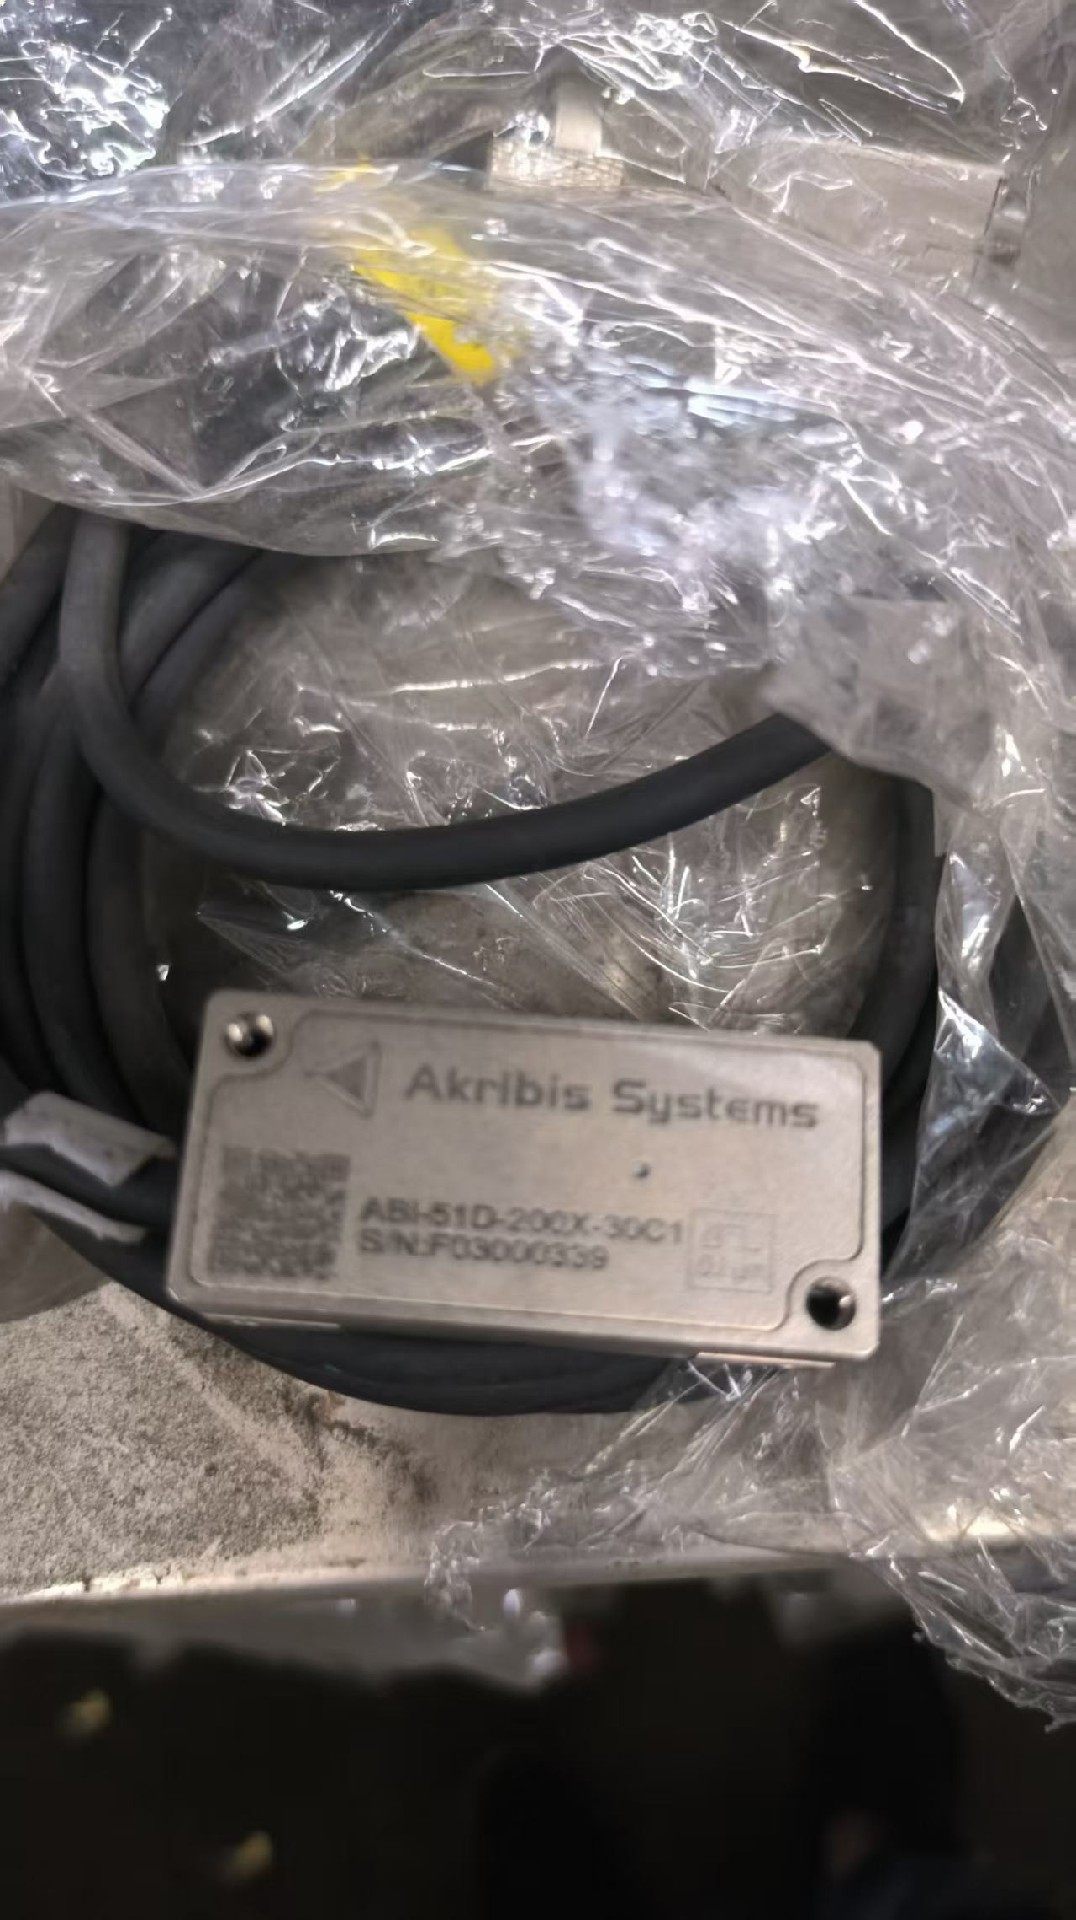 Akribis Systems
ABI-51D-200X-30C1
S/N:F03000339